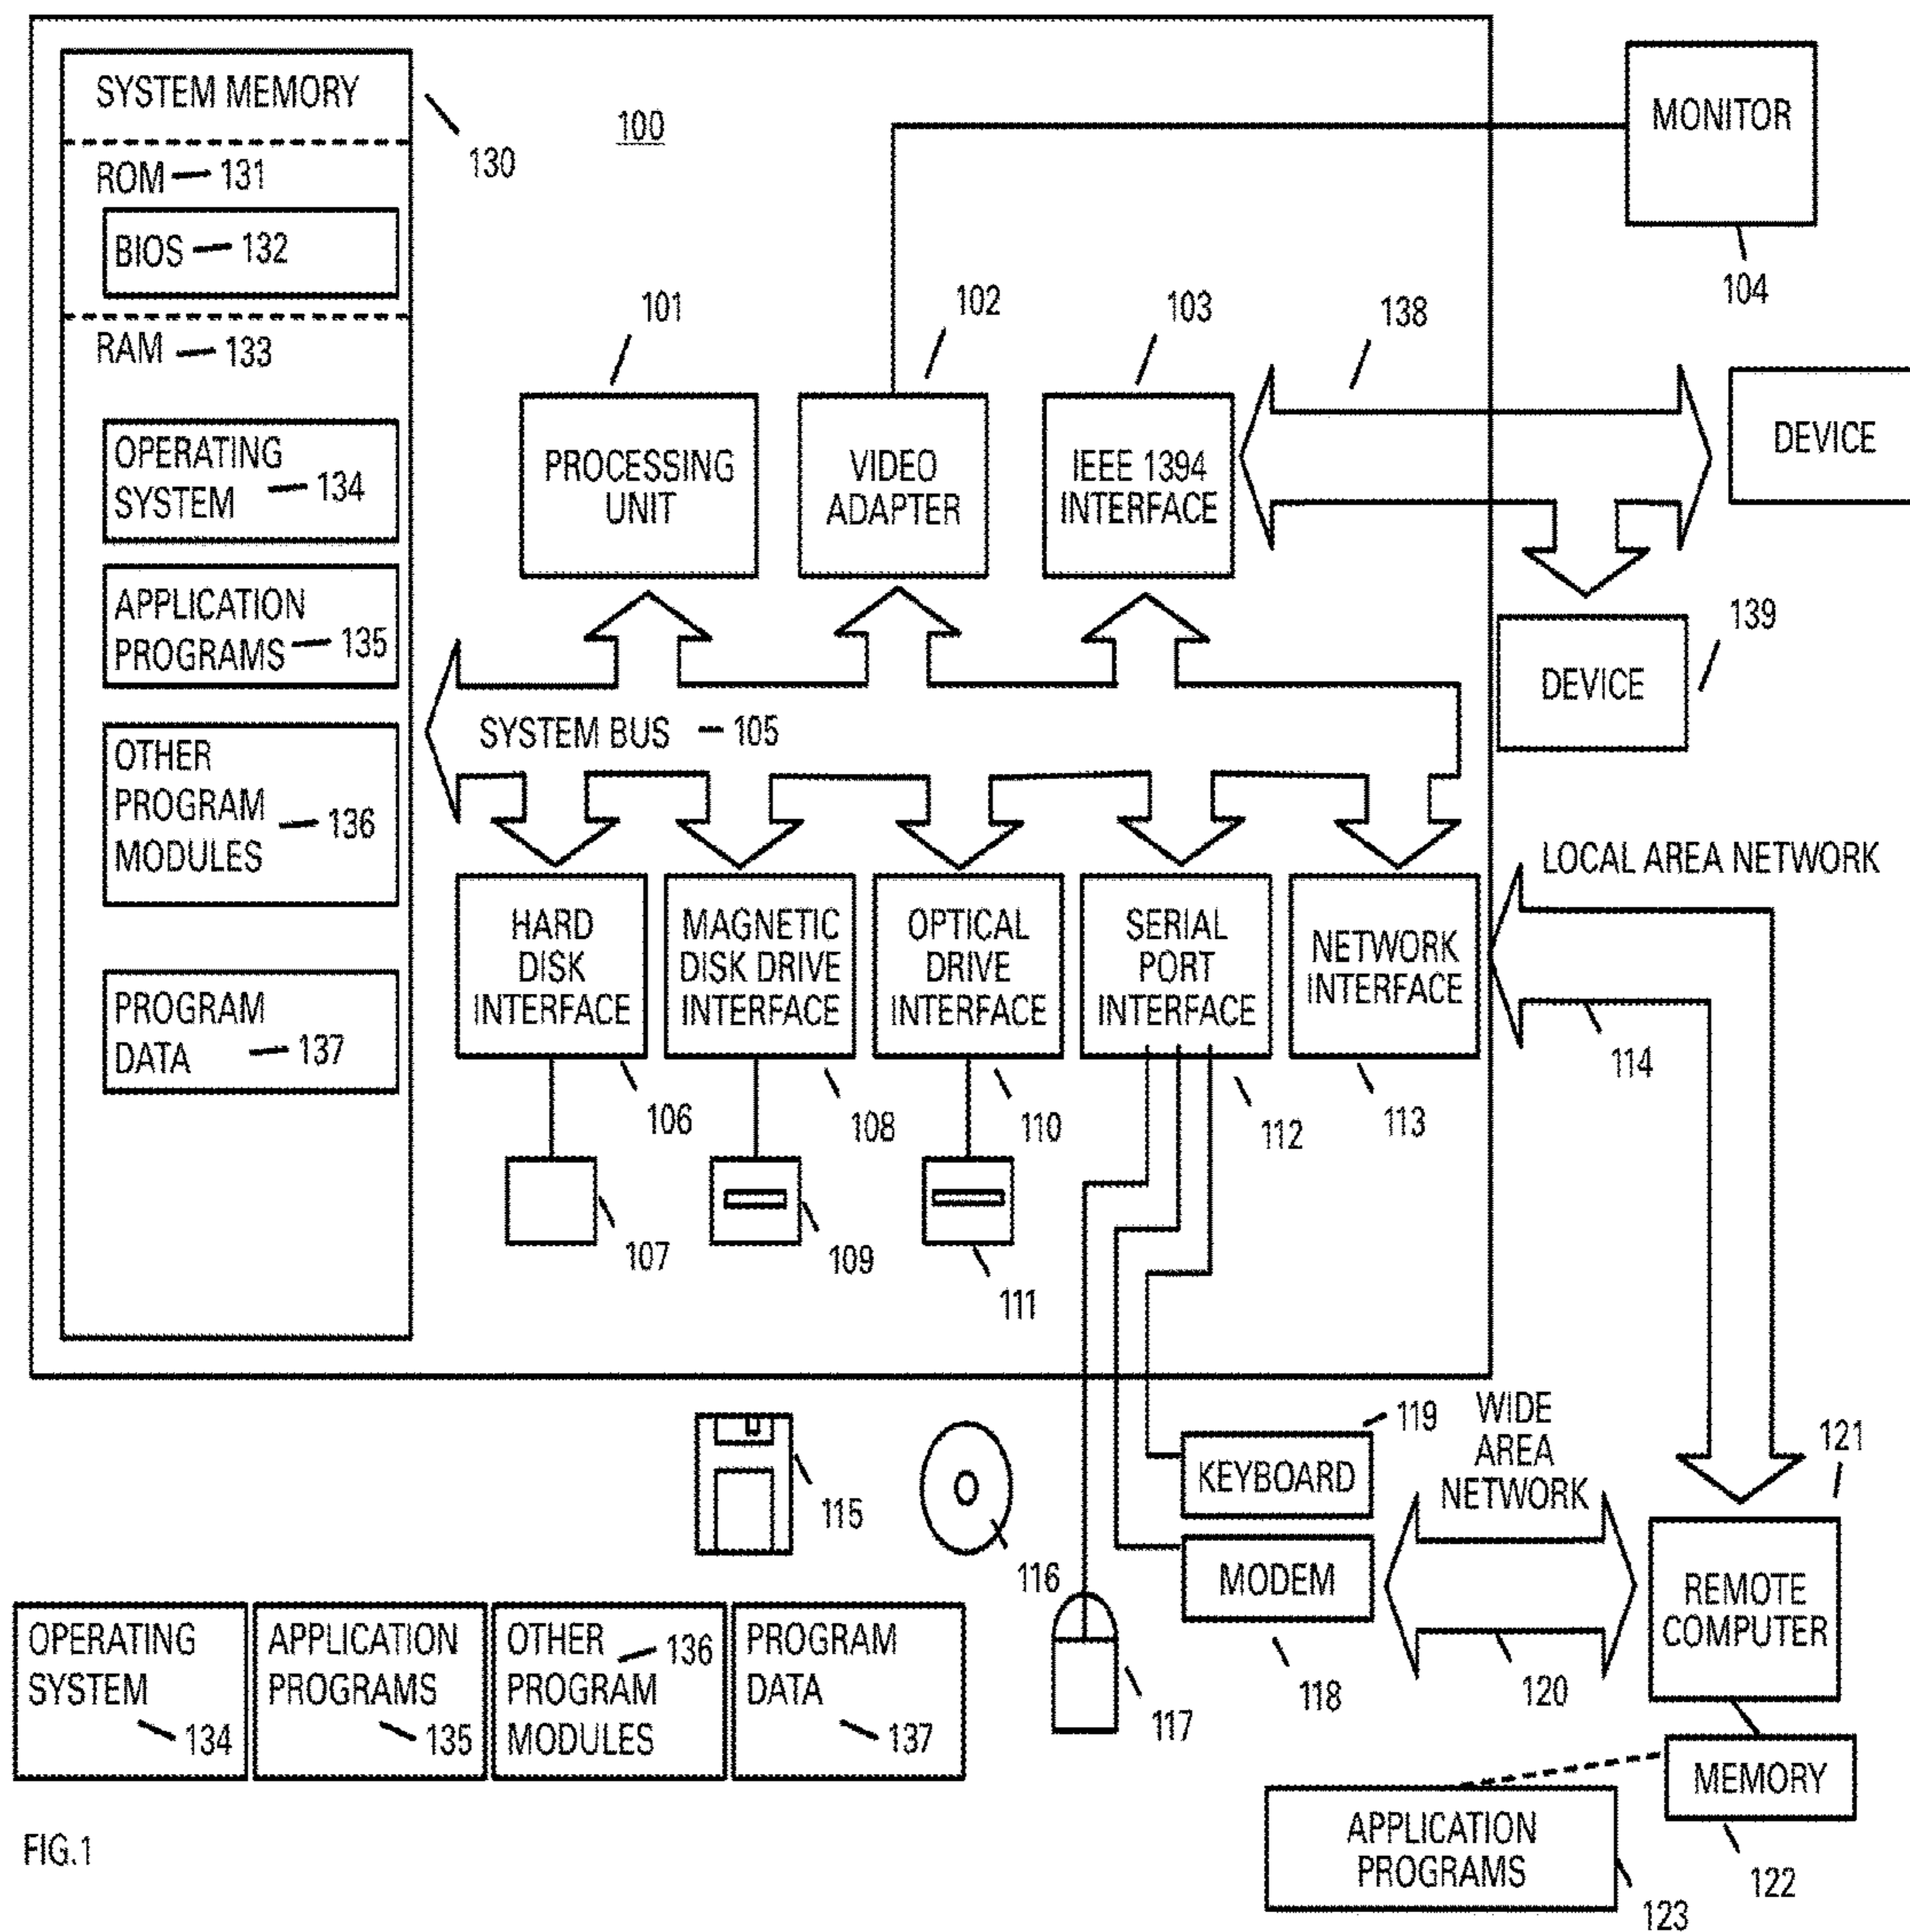 SYSTEM MEMORY
130
100
MONITOR
104
ROM 131
BIOS 132
RAM 133
101
102
103
138
OPERATING
SYSTEM 134
PROCESSING
UNIT
VIDEO
ADAPTER
IEEE 1394
INTERFACE
DEVICE
APPLICATION
PROGRAMS 135
139
DEVICE
SYSTEM BUS 105
OTHER
PROGRAM
MODULES 136
LOCAL AREA NETWORK
HARD
DISK
INTERFACE
MAGNETIC
DISK DRIVE
INTERFACE
OPTICAL
DRIVE
INTERFACE
SERIAL
PORT
INTERFACE
NETWORK
INTERFACE
PROGRAM
DATA 137
114
106
108
110
112
113
107
109
111
119
WIDE
AREA
NETWORK
121
KEYBOARD
115
116
MODEM
REMOTE
COMPUTER
118
120
117
OPERATING
SYSTEM
134
APPLICATION
PROGRAMS
135
OTHER 136
PROGRAM
MODULES
PROGRAM
DATA
137
MEMORY
122
APPLICATION
PROGRAMS
123
FIG.1